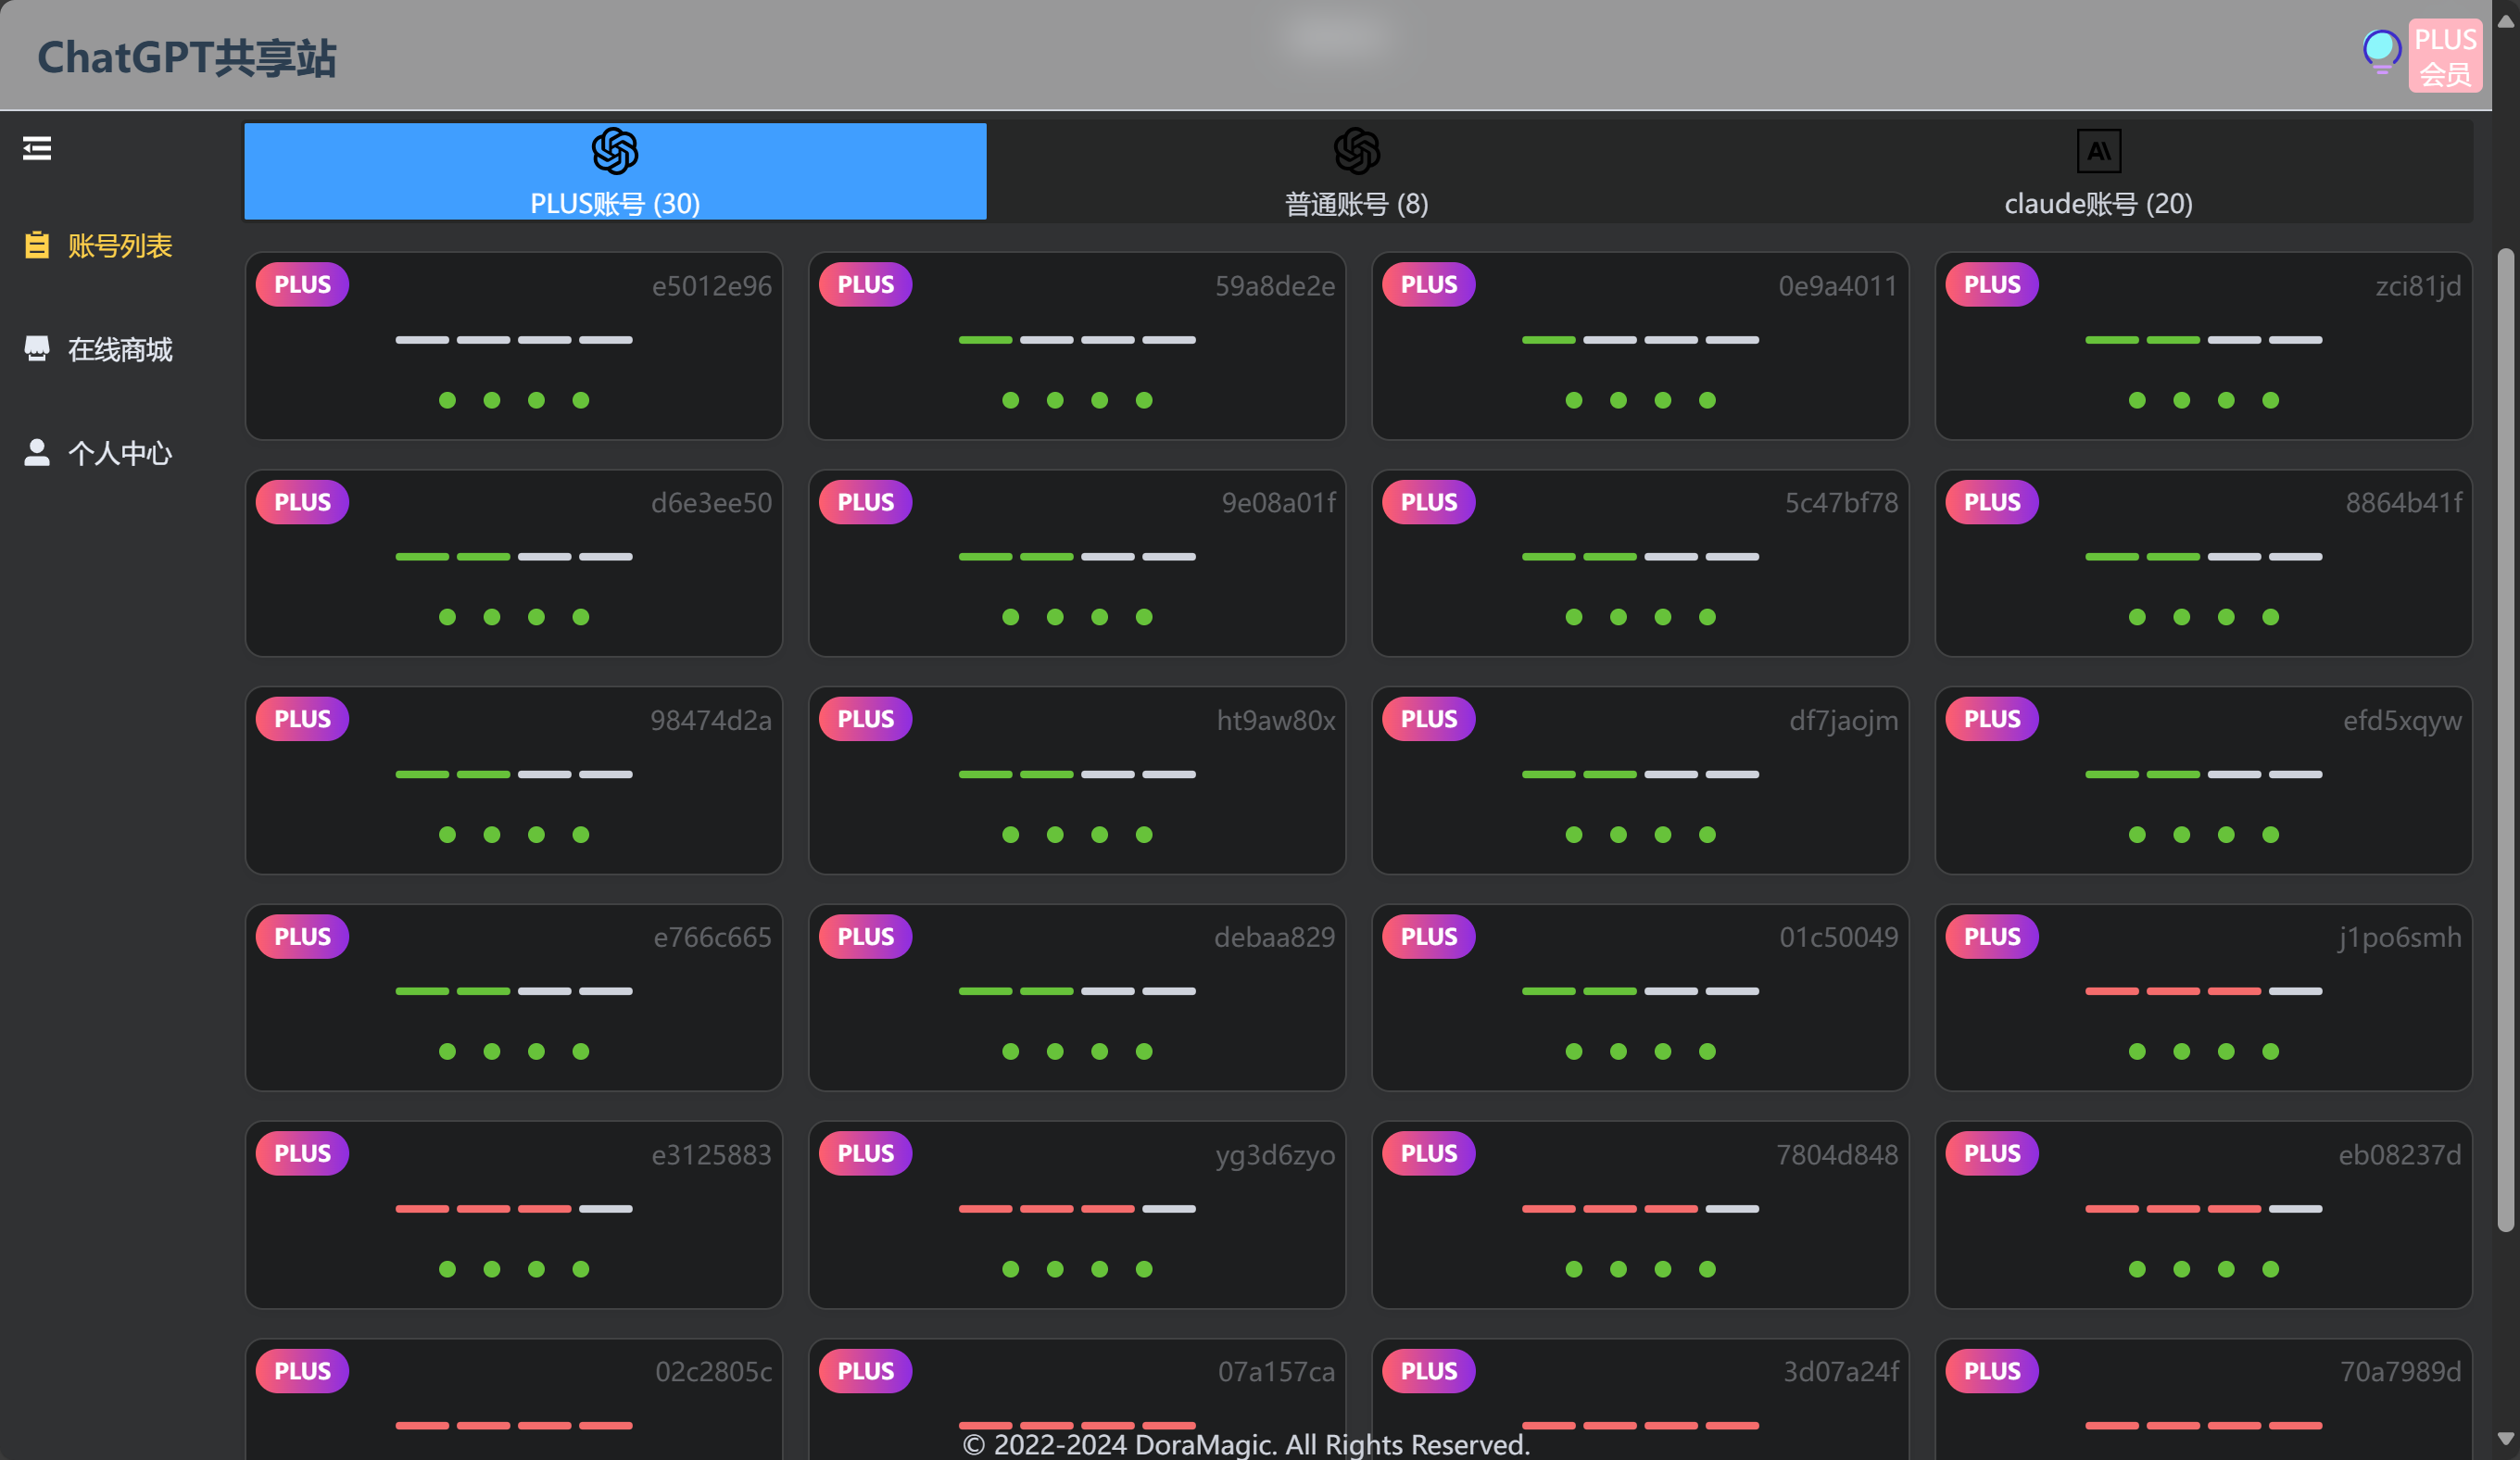 ChatGPT共享站
PLUS
会员
PLUS账号 (30)
普通账号 (8)
claude账号 (20)
账号列表
在线商城
个人中心
PLUS e5012e96
PLUS 59a8de2e
PLUS 0e9a4011
PLUS zci81jd
PLUS d6e3ee50
PLUS 9e08a01f
PLUS 5c47bf78
PLUS 8864b41f
PLUS 98474d2a
PLUS ht9aw80x
PLUS df7jaojm
PLUS efd5xqyw
PLUS e766c665
PLUS debaa829
PLUS 01c50049
PLUS j1po6smh
PLUS e3125883
PLUS yg3d6zyo
PLUS 7804d848
PLUS eb08237d
PLUS 02c2805c
PLUS 07a157ca
PLUS 3d07a24f
PLUS 70a7989d
© 2022-2024 DoraMagic. All Rights Reserved.